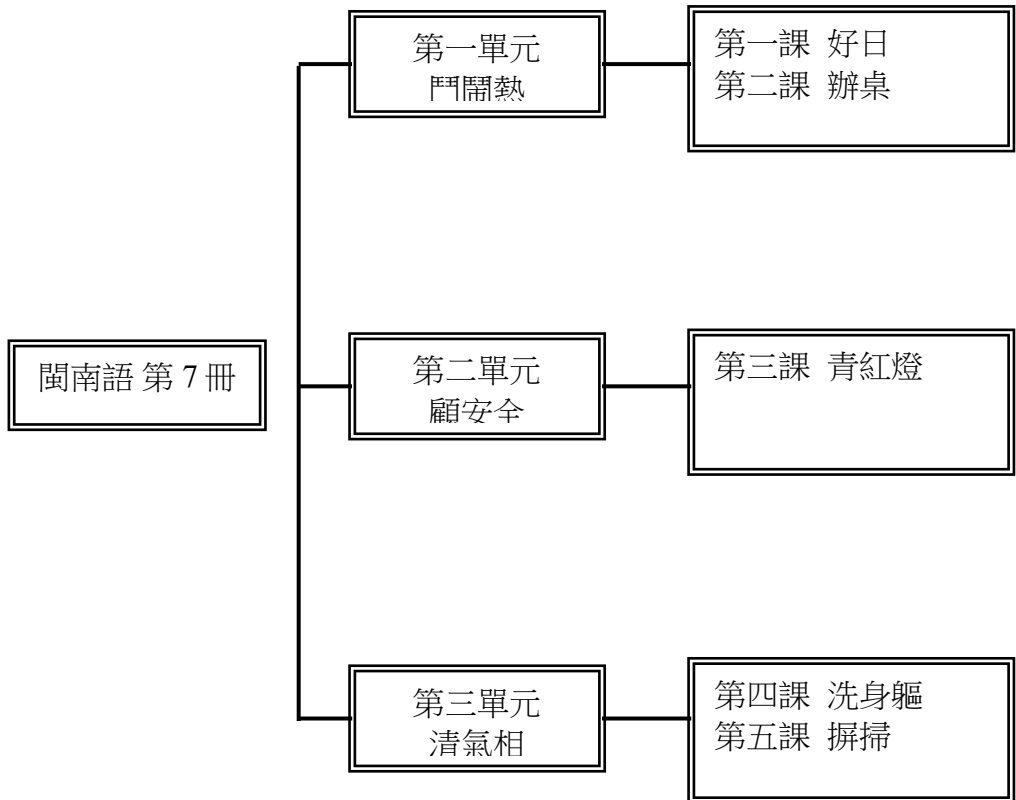 閩南語 第 7 冊
第一單元
鬥鬧熱
第一課 好日
第二課 辦桌
第二單元
顧安全
第三課 青紅燈
第三單元
清氣相
第四課 洗身軀
第五課 摒掃